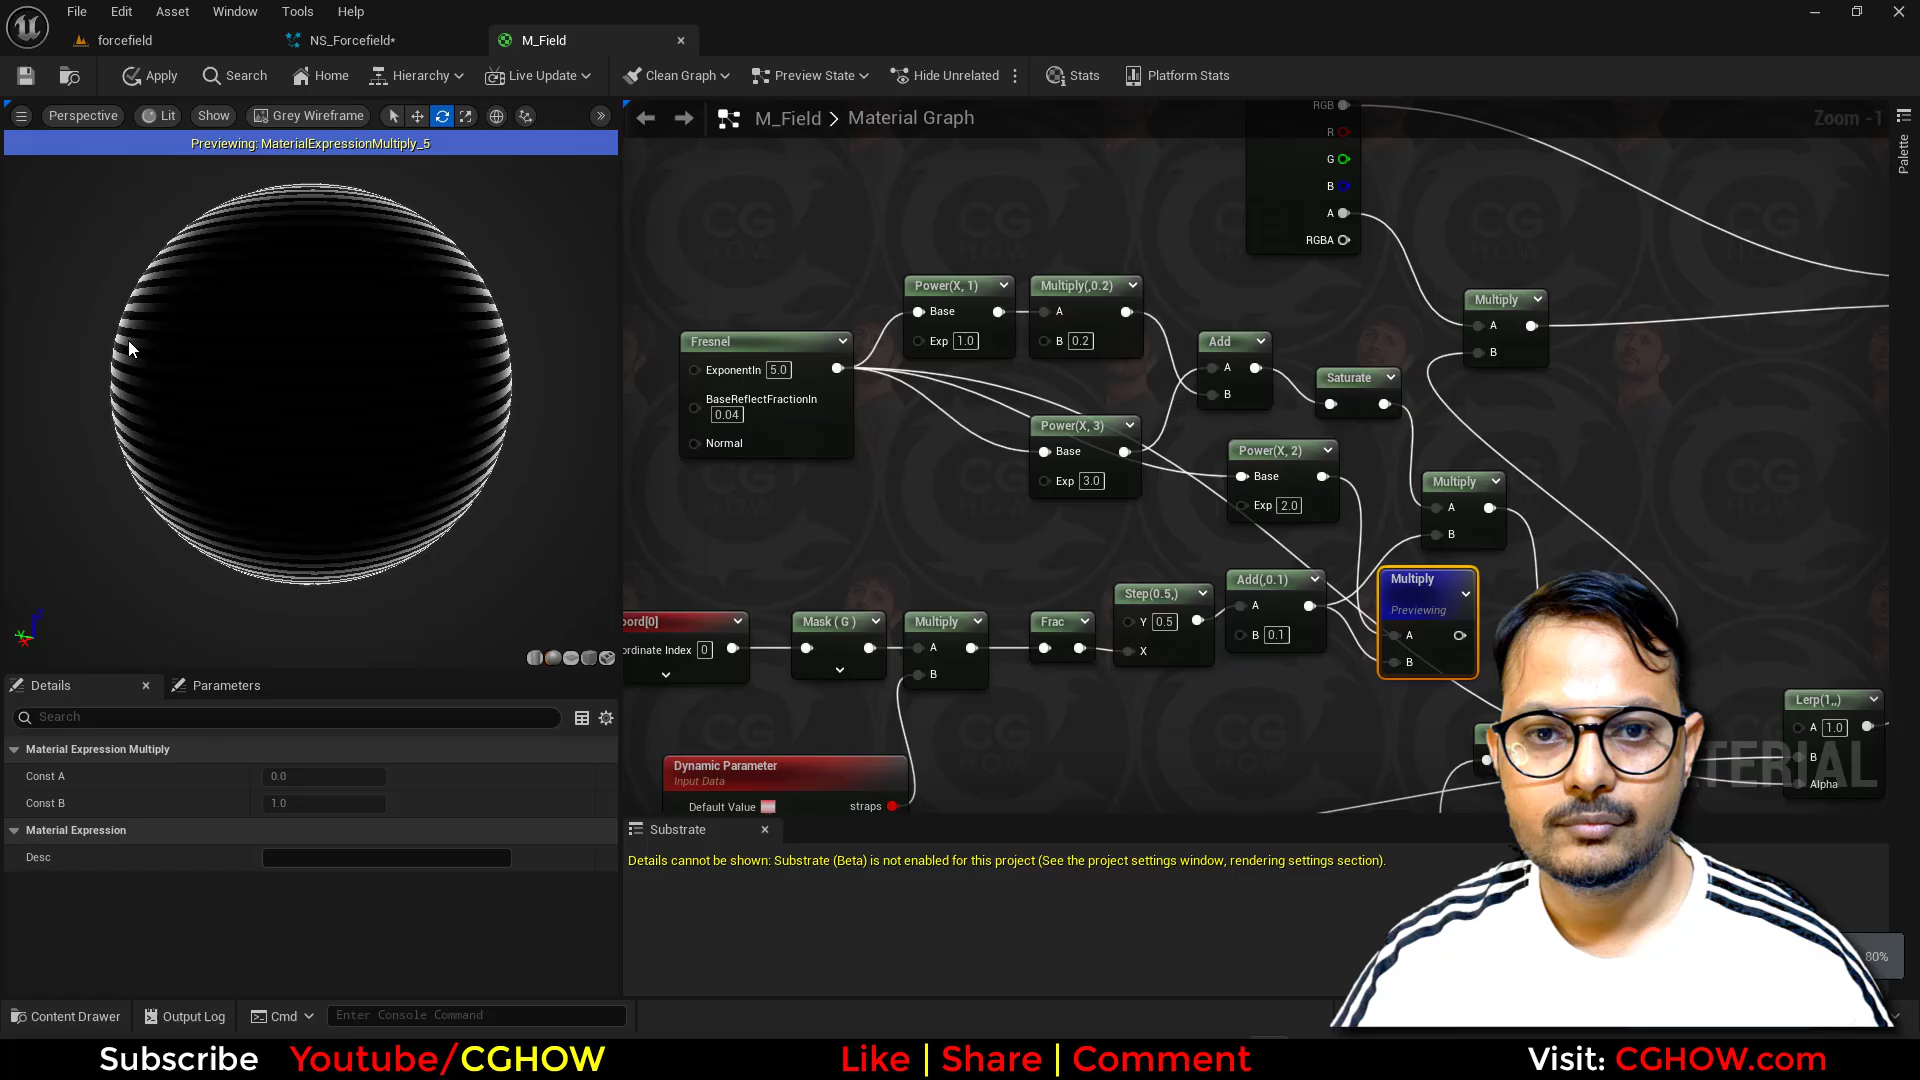 File Edit Asset Window Tools Help
forcefield NS_Forcefield* M_Field
Apply Search Home Hierarchy Live Update Clean Graph Preview State Hide Unrelated Stats Platform Stats
Perspective Lit Show Grey Wireframe
M_Field > Material Graph Zoom -1
Palette
Previewing: MaterialExpressionMultiply_5
RGB
R
G
B
A
RGBA
Power(X, 1)
Base
Exp 1.0
Multiply(,0.2)
A
B 0.2
Multiply
A
B
Fresnel
ExponentIn 5.0
BaseReflectFractionIn
0.04
Normal
Add
A
B
Saturate
Power(X, 3)
Base
Exp 3.0
Power(X, 2)
Base
Exp 2.0
Multiply
A
B
oord[0]
ordinate Index 0
Mask ( G )
Multiply
A
B
Frac
Step(0.5,)
Y 0.5
X
Add(,0.1)
A
B 0.1
Multiply
Previewing
A
B
Lerp(1,,)
A 1.0
B
Alpha
Dynamic Parameter
Input Data
Default Value straps
CG
HOW
Details Parameters
Search
Material Expression Multiply
Const A 0.0
Const B 1.0
Material Expression
Desc
Substrate
Details cannot be shown: Substrate (Beta) is not enabled for this project (See the project settings window, rendering settings section).
80%
Content Drawer Output Log Cmd Enter Console Command
Subscribe Youtube/CGHOW Like | Share | Comment Visit: CGHOW.com